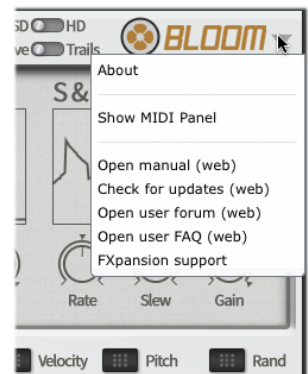 SD HD
ve Trails
BLOOM
About
Show MIDI Panel
Open manual (web)
Check for updates (web)
Open user forum (web)
Open user FAQ (web)
FXpansion support
S &
Rate Slew Gain
Velocity Pitch Rand